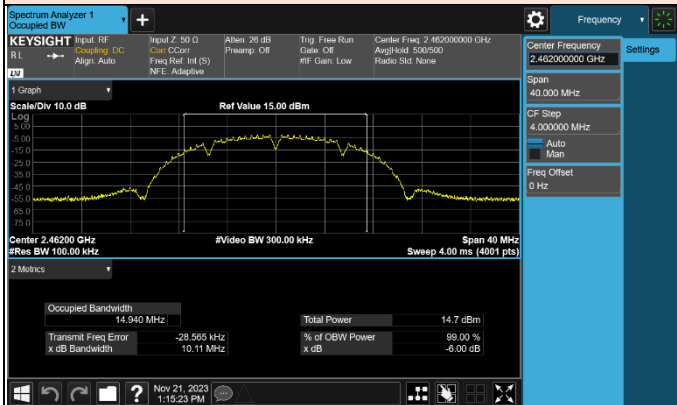 Spectrum Analyzer 1
Occupied BW
Frequency
KEYSIGHT
Input: RF
Input Z: 50 Ω
Atten: 26 dB
Trig: Free Run
Center Freq: 2.462000000 GHz
RL
Coupling: DC
Corr CCorr
Preamp: Off
Gate: Off
Avg|Hold: 500/500
Align: Auto
Freq Ref: Int (S)
#IF Gain: Low
Radio Std: None
NFE: Adaptive
LXI
Center Frequency
2.462000000 GHz
Settings
Span
40.000 MHz
CF Step
4.000000 MHz
Auto
Man
Freq Offset
0 Hz
1 Graph
Scale/Div 10.0 dB
Ref Value 15.00 dBm
Log
5.00
-5.00
-15.0
-25.0
-35.0
-45.0
-55.0
-65.0
-75.0
Center 2.46200 GHz
#Video BW 300.00 kHz
Span 40 MHz
#Res BW 100.00 kHz
Sweep 4.00 ms (4001 pts)
2 Metrics
Occupied Bandwidth
14.940 MHz
Total Power
14.7 dBm
Transmit Freq Error
-28.565 kHz
% of OBW Power
99.00 %
x dB Bandwidth
10.11 MHz
x dB
-6.00 dB
?
Nov 21, 2023
1:15:23 PM